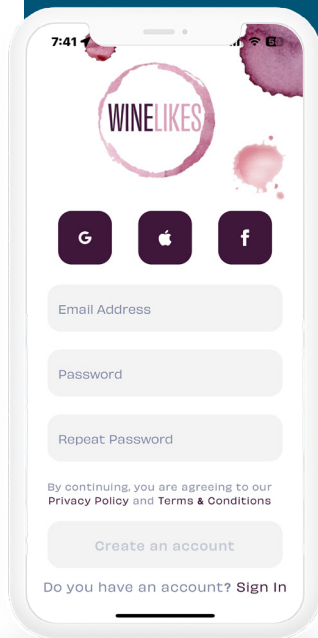 7:41
WINELIKES
G
f
Email Address
Password
Repeat Password
By continuing, you are agreeing to our
Privacy Policy and Terms & Conditions
Create an account
Do you have an account? Sign In